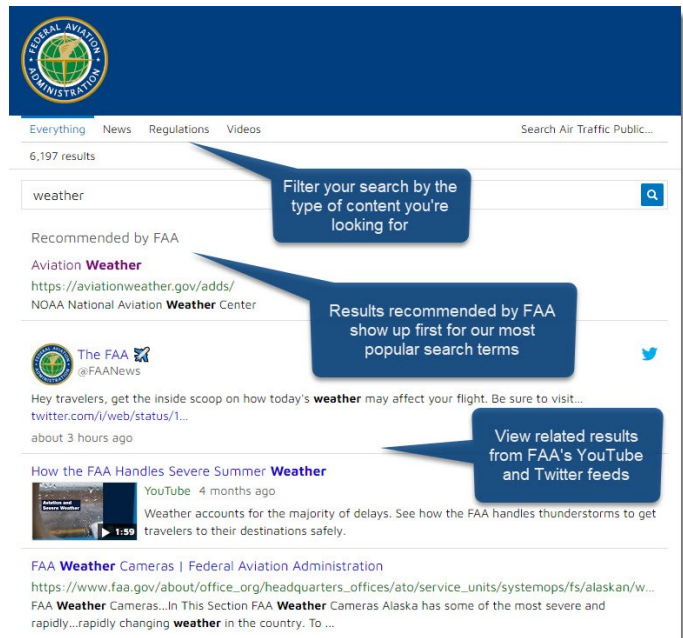 FEDERAL AVIATION
ADMINISTRATION
Everything News Regulations Videos Search Air Traffic Public...
6,197 results
weather
Filter your search by the
type of content you're
looking for
Recommended by FAA
Aviation Weather
https://aviationweather.gov/adds/
NOAA National Aviation Weather Center
Results recommended by FAA
show up first for our most
popular search terms
The FAA
@FAANews
Hey travelers, get the inside scoop on how today's weather may affect your flight. Be sure to visit...
twitter.com/i/web/status/1...
about 3 hours ago
View related results
from FAA's YouTube
and Twitter feeds
How the FAA Handles Severe Summer Weather
YouTube 4 months ago
Aviation and
Severe Weather
1:59
Weather accounts for the majority of delays. See how the FAA handles thunderstorms to get
travelers to their destinations safely.
FAA Weather Cameras | Federal Aviation Administration
https://www.faa.gov/about/office_org/headquarters_offices/ato/service_units/systemops/fs/alaskan/w...
FAA Weather Cameras...In This Section FAA Weather Cameras Alaska has some of the most severe and
rapidly...rapidly changing weather in the country. To ...